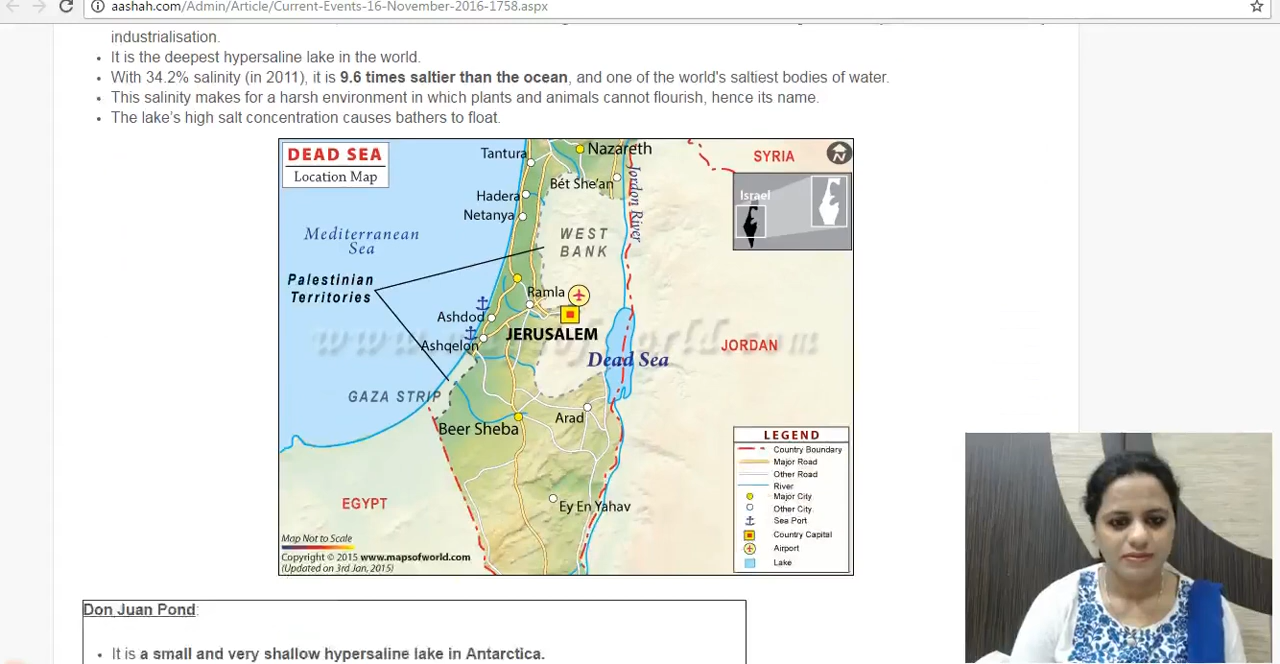 aashah.com/Admin/Article/Current-Events-16-November-2016-1758.aspx
industrialisation.
• It is the deepest hypersaline lake in the world.
• With 34.2% salinity (in 2011), it is 9.6 times saltier than the ocean, and one of the world's saltiest bodies of water.
• This salinity makes for a harsh environment in which plants and animals cannot flourish, hence its name.
• The lake's high salt concentration causes bathers to float.
DEAD SEA
Location Map
Tantura
Nazareth
SYRIA
Bét She'an
Jordon River
Israel
Hadera
Netanya
Mediterranean
Sea
WEST
BANK
Palestinian
Territories
Ramla
Ashdod
JERUSALEM
Ashqelon
Dead Sea
JORDAN
GAZA STRIP
Arad
Beer Sheba
EGYPT
Ey En Yahav
LEGEND
Country Boundary
Major Road
Other Road
River
Major City
Other City
Sea Port
Country Capital
Airport
Lake
Map Not to Scale
Copyright © 2015 www.mapsofworld.com
(Updated on 3rd Jan, 2015)
Don Juan Pond:
• It is a small and very shallow hypersaline lake in Antarctica.